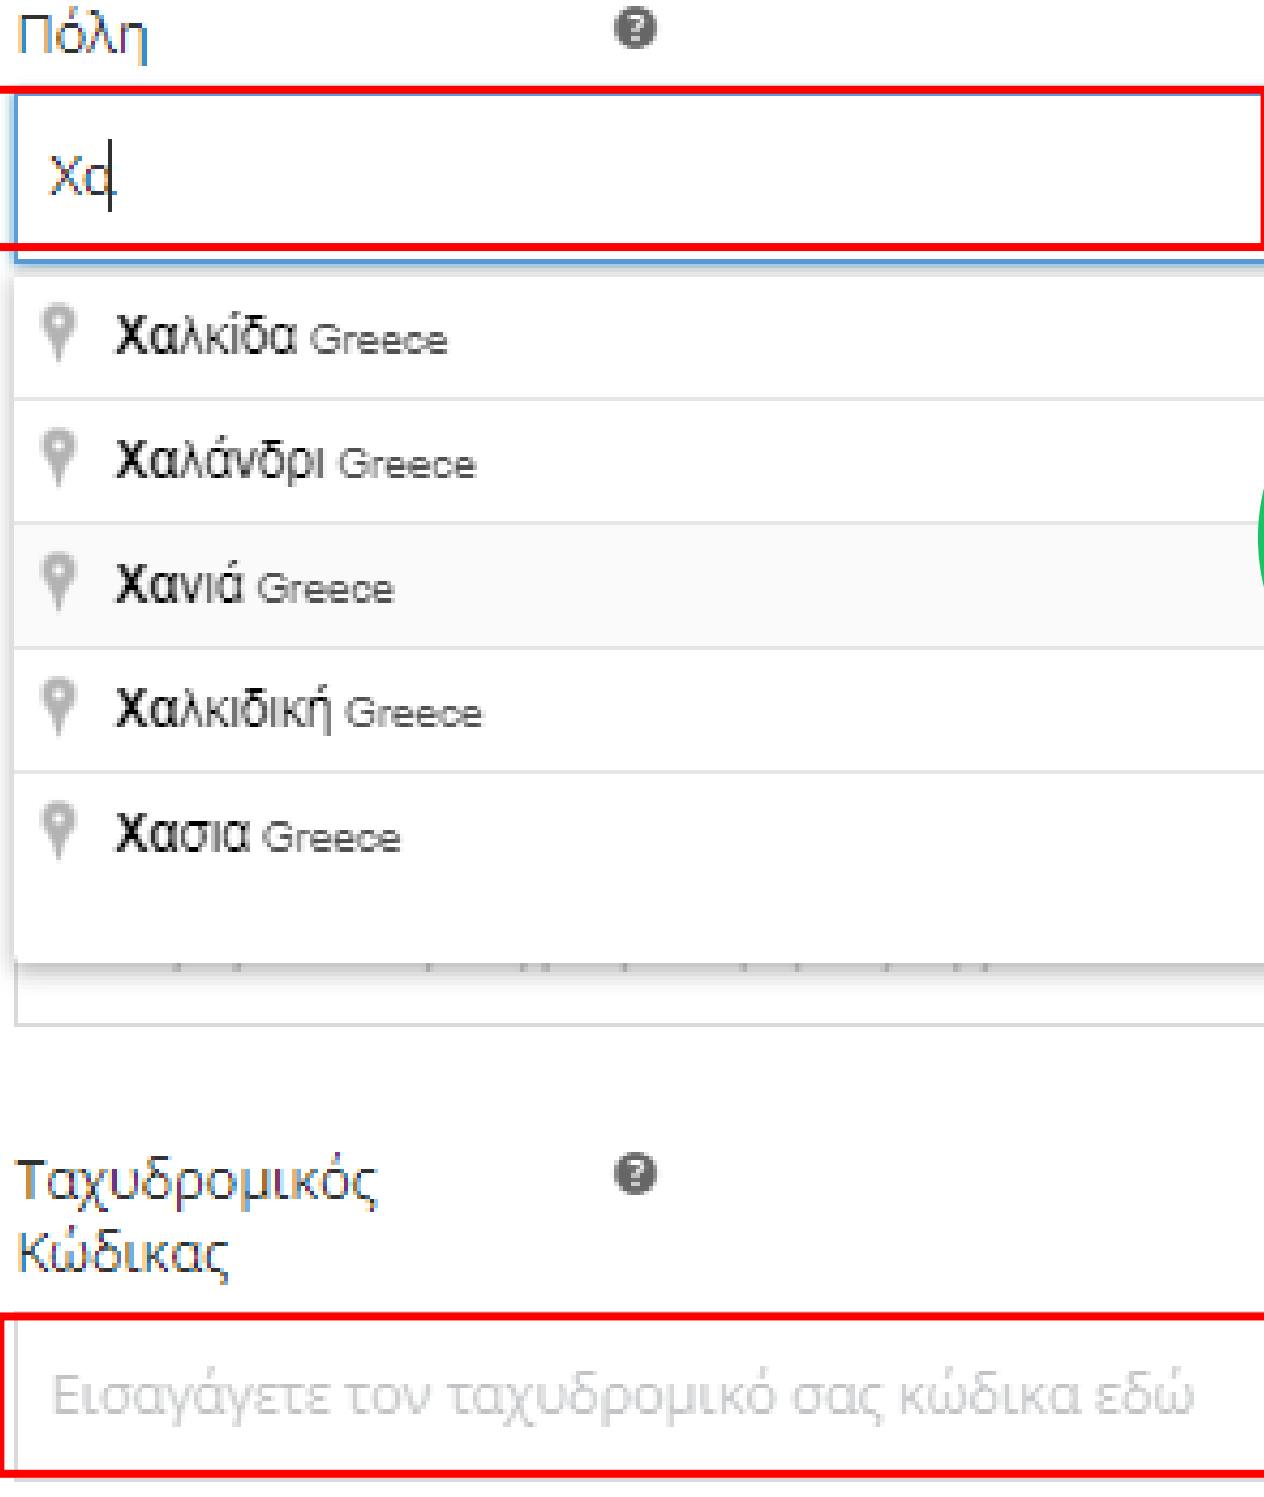 Πόλη
Χα
Χαλκίδα Greece
Χαλάνδρι Greece
Χανιά Greece
Χαλκιδική Greece
Χασια Greece
Ταχυδρομικός
Κώδικας
Εισαγάγετε τον ταχυδρομικό σας κώδικα εδώ